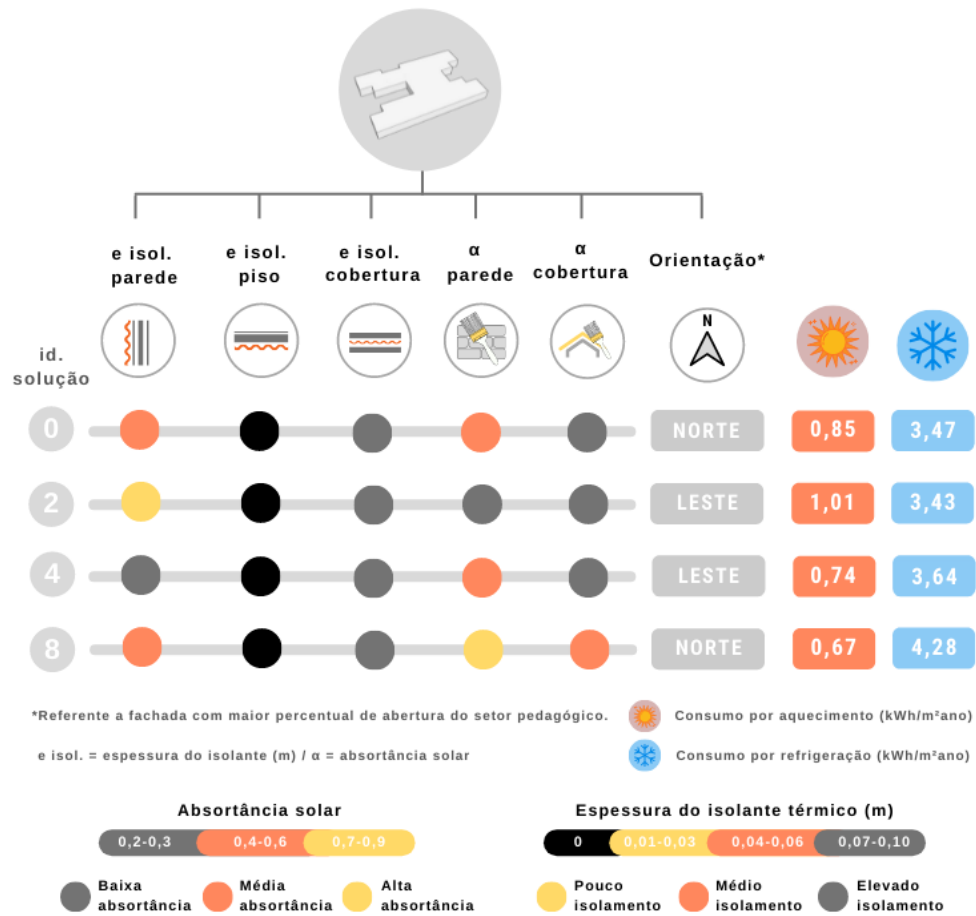 e isol. parede
e isol. piso
e isol. cobertura
α parede
α cobertura
Orientação*
N
id. solução
0
NORTE
0,85
3,47
2
LESTE
1,01
3,43
4
LESTE
0,74
3,64
8
NORTE
0,67
4,28
*Referente a fachada com maior percentual de abertura do setor pedagógico.
Consumo por aquecimento (kWh/m²ano)
e isol. = espessura do isolante (m) / α = absortância solar
Consumo por refrigeração (kWh/m²ano)
Absortância solar
0,2-0,3
0,4-0,6
0,7-0,9
Baixa absortância
Média absortância
Alta absortância
Espessura do isolante térmico (m)
0
0,01-0,03
0,04-0,06
0,07-0,10
Pouco isolamento
Médio isolamento
Elevado isolamento